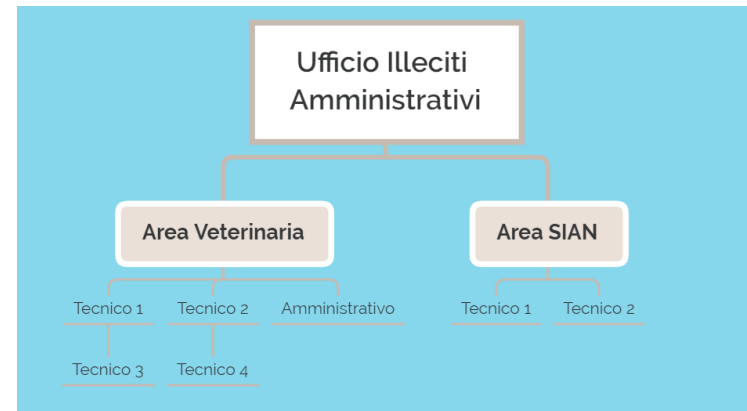 Ufficio Illeciti
Amministrativi
Area Veterinaria
Area SIAN
Tecnico 1
Tecnico 2
Amministrativo
Tecnico 1
Tecnico 2
Tecnico 3
Tecnico 4